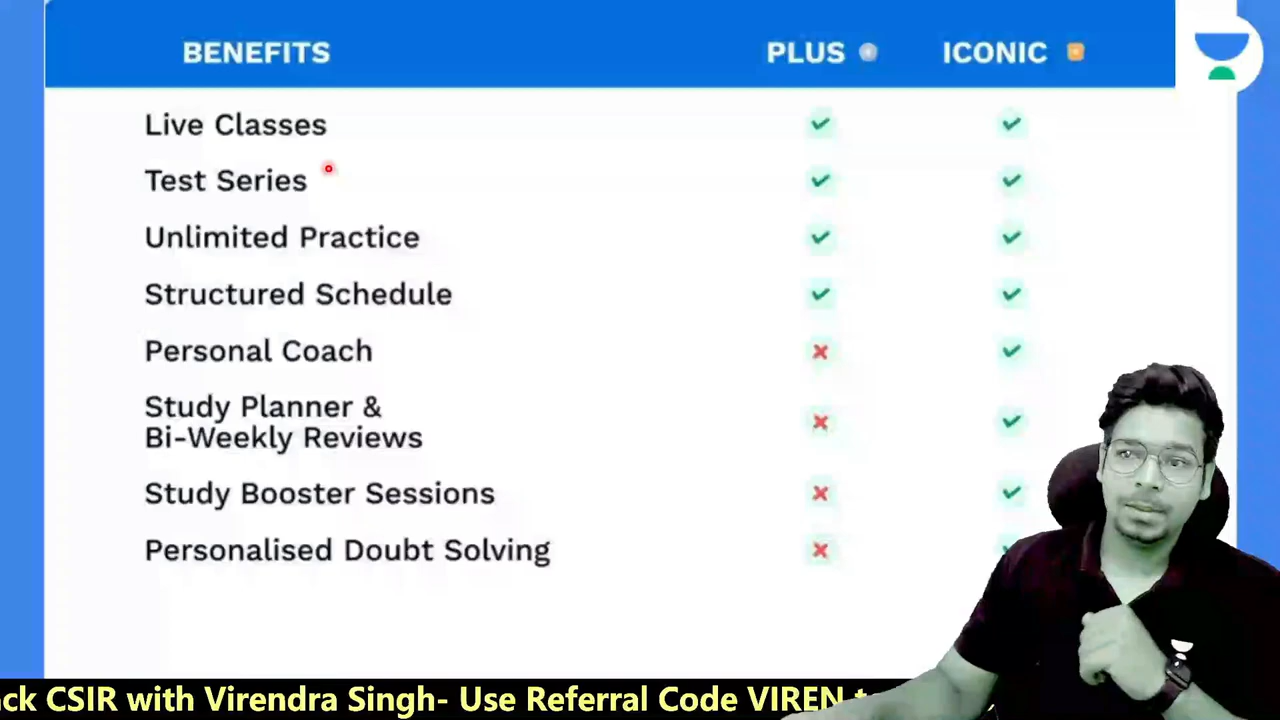 BENEFITS PLUS ICONIC
Live Classes
Test Series
Unlimited Practice
Structured Schedule
Personal Coach
Study Planner &
Bi-Weekly Reviews
Study Booster Sessions
Personalised Doubt Solving
CSIR with Virendra Singh- Use Referral Code VIREN